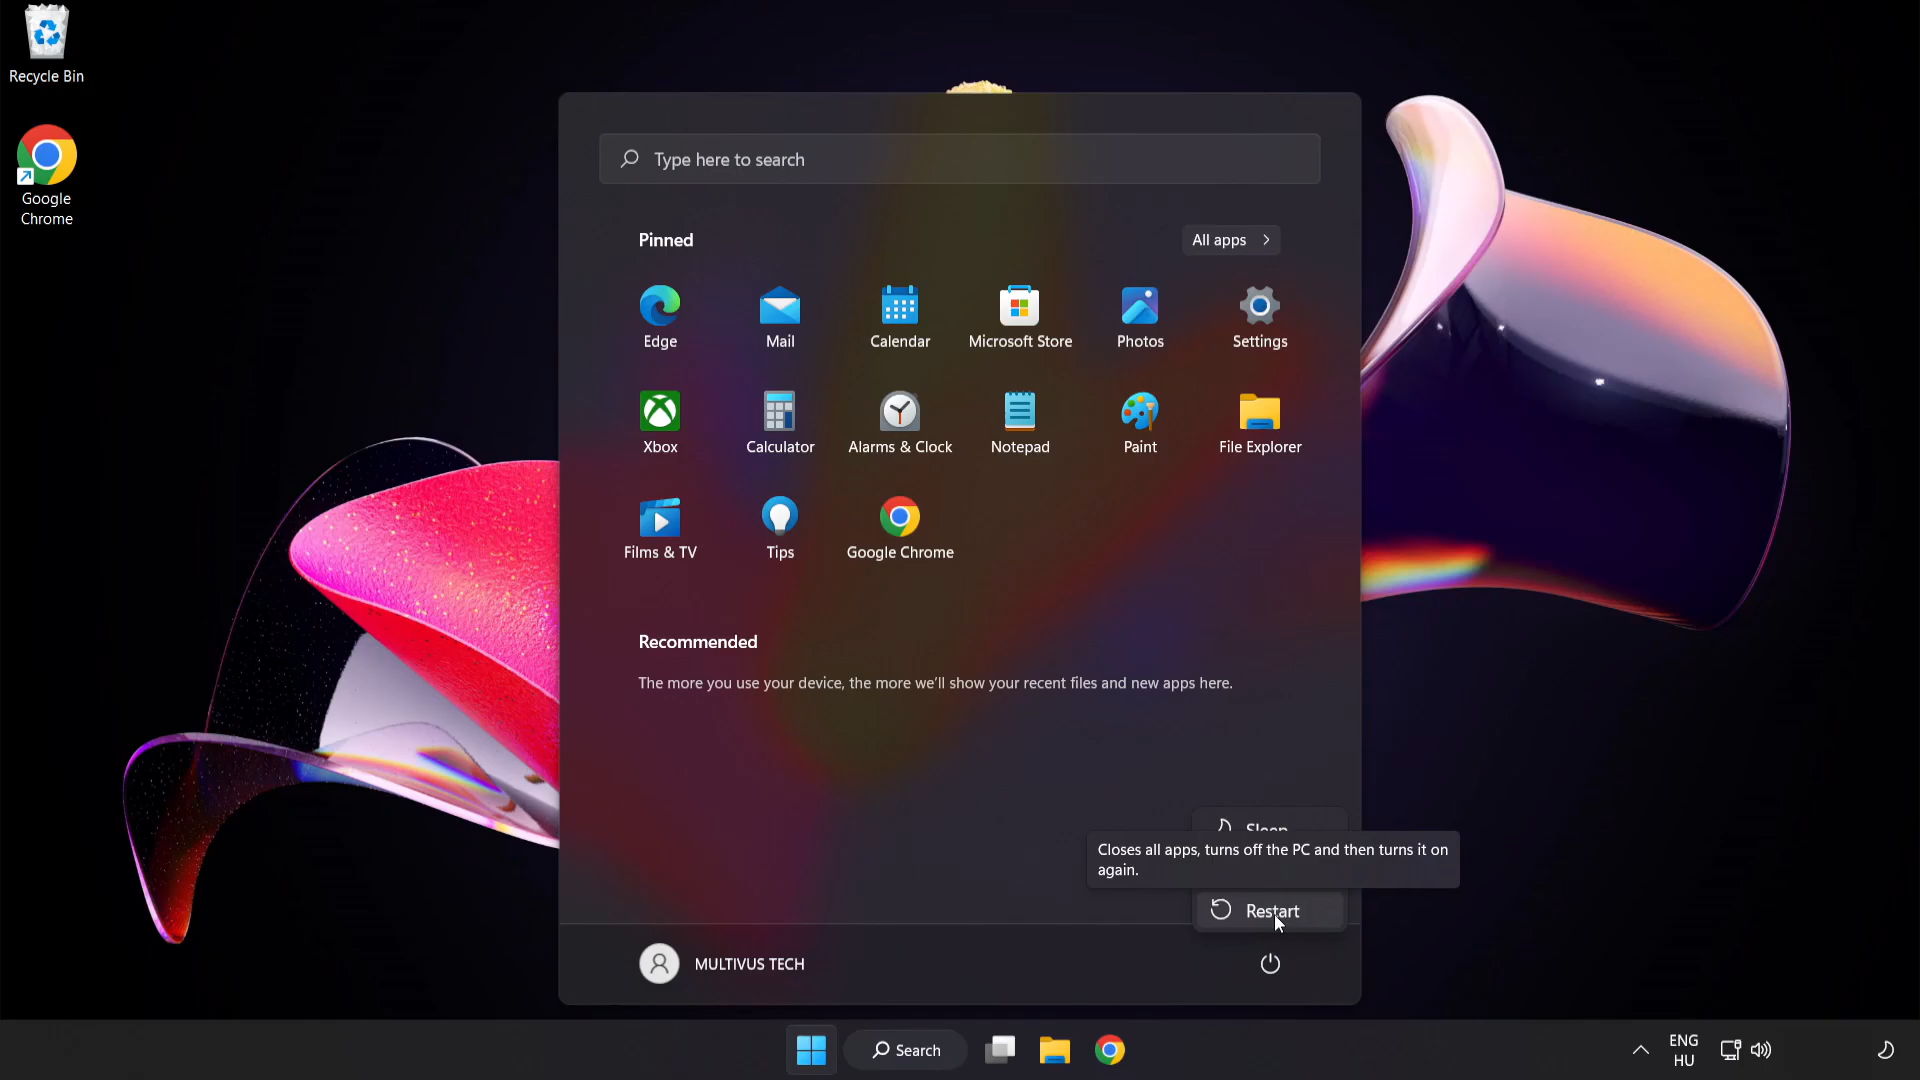 Recycle Bin
Google
Chrome
Type here to search
Pinned
All apps
Edge
Mail
Calendar
Microsoft Store
Photos
Settings
Xbox
Calculator
Alarms & Clock
Notepad
Paint
File Explorer
Films & TV
Tips
Google Chrome
Recommended
The more you use your device, the more we'll show your recent files and new apps here.
Sleep
Closes all apps, turns off the PC and then turns it on
again.
Restart
MULTIVUS TECH
Search
ENG
HU